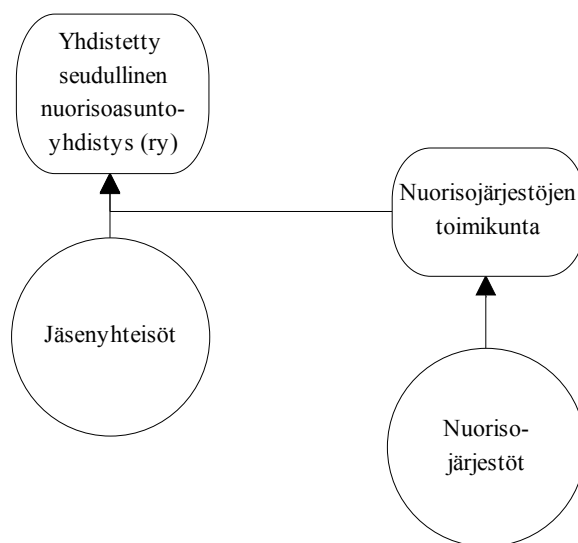 Yhdistetty
seudullinen
nuorisoasunto-
yhdistys (ry)
Nuorisojärjestöjen
toimikunta
Jäsenyhteisöt
Nuoriso-
järjestöt